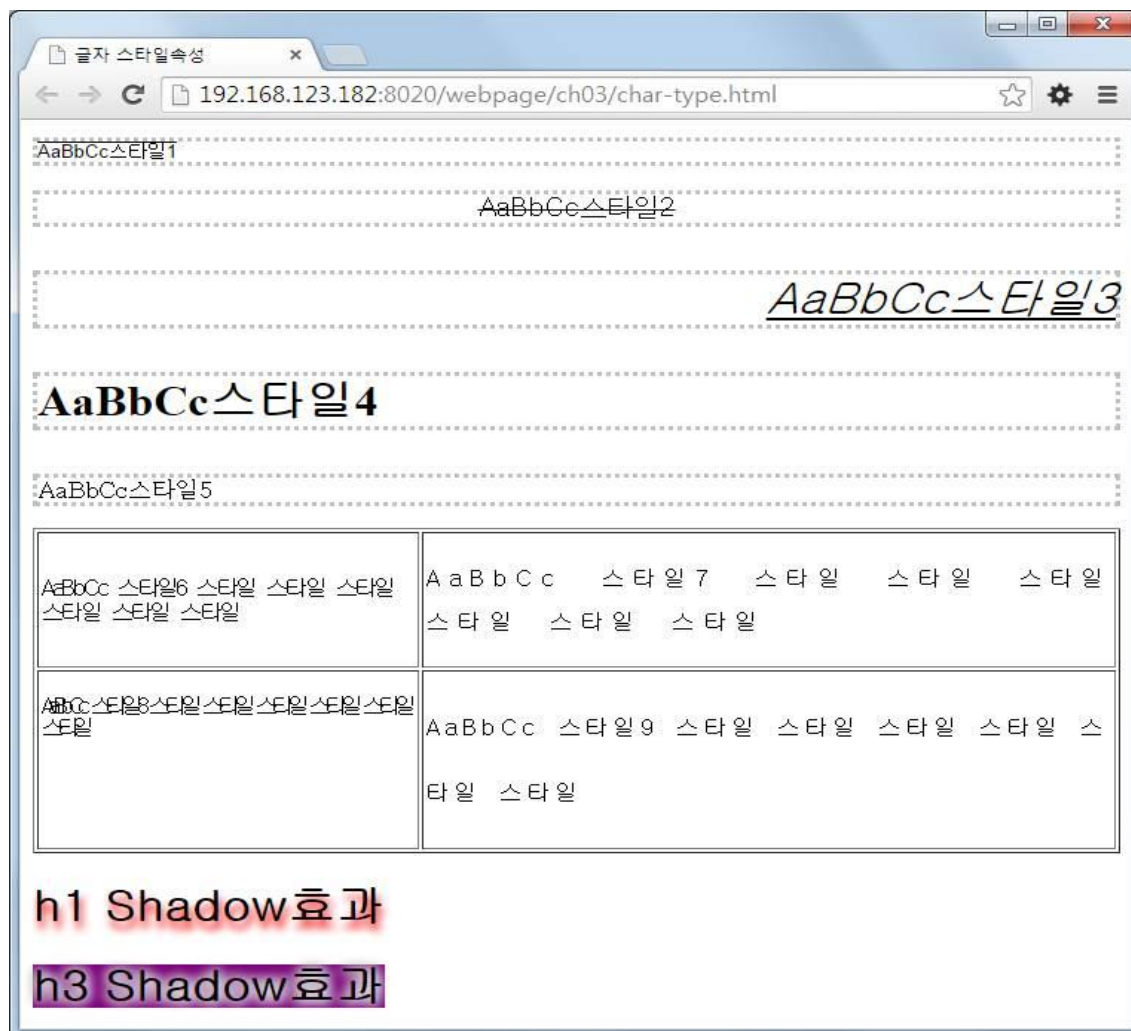 글자 스타일속성
192.168.123.182:8020/webpage/ch03/char-type.html
AaBbCc스타일1
AaBbCc스타일2
AaBbCc스타일3
AaBbCc스타일4
AaBbCc스타일5
AaBbCc 스타일6 스타일 스타일 스타일
스타일 스타일 스타일
AaBbCc 스타일7 스타일 스타일 스타일
스타일 스타일 스타일
AaBbCc 스타일8 스타일 스타일 스타일 스타일 스타일
스타일
AaBbCc 스타일9 스타일 스타일 스타일 스타일 스
타일 스타일
h1 Shadow효과
h3 Shadow효과